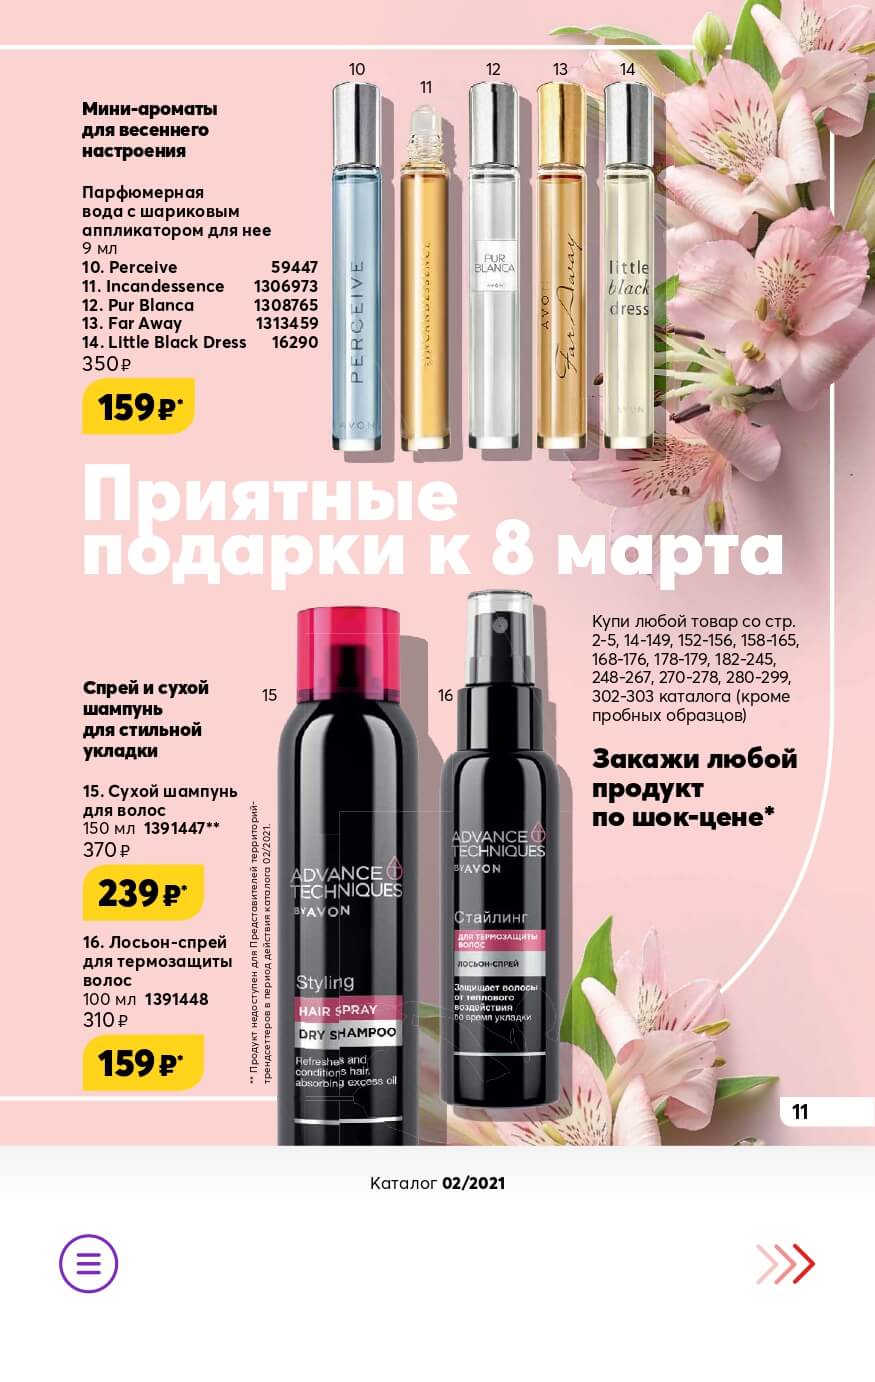 10
11
12
13
14
Мини-ароматы
для весеннего
настроения
Парфюмерная
вода с шариковым
аппликатором для нее
9 мл
10. Perceive 59447
11. Incandessence 1306973
12. Pur Blanca 1308765
13. Far Away 1313459
14. Little Black Dress 16290
350 ₽
159 ₽*
PERCEIVE
AVON
INCANDESSENCE
PUR
BLANCA
AVON
AVON
Far Away
little
black
dress
AVON
Приятные
подарки к 8 марта
Купи любой товар со стр.
2-5, 14-149, 152-156, 158-165,
168-176, 178-179, 182-245,
248-267, 270-278, 280-299,
302-303 каталога (кроме
пробных образцов)
Закажи любой
продукт
по шок-цене*
Спрей и сухой
шампунь
для стильной
укладки
15
16
15. Сухой шампунь
для волос
150 мл 1391447**
370 ₽
239 ₽*
16. Лосьон-спрей
для термозащиты
волос
100 мл 1391448
310 ₽
159 ₽*
** Продукт недоступен для Представителей территорий-
трендсеттеров в период действия каталога 02/2021.
ADVANCE
TECHNIQUES
BY AVON
Styling
HAIR SPRAY
DRY SHAMPOO
Refreshes and
conditions hair,
absorbing excess oil
ADVANCE
TECHNIQUES
BY AVON
Стайлинг
ДЛЯ ТЕРМОЗАЩИТЫ
ВОЛОС
ЛОСЬОН-СПРЕЙ
Защищает волосы
от теплового
воздействия
во время укладки
11
Каталог 02/2021